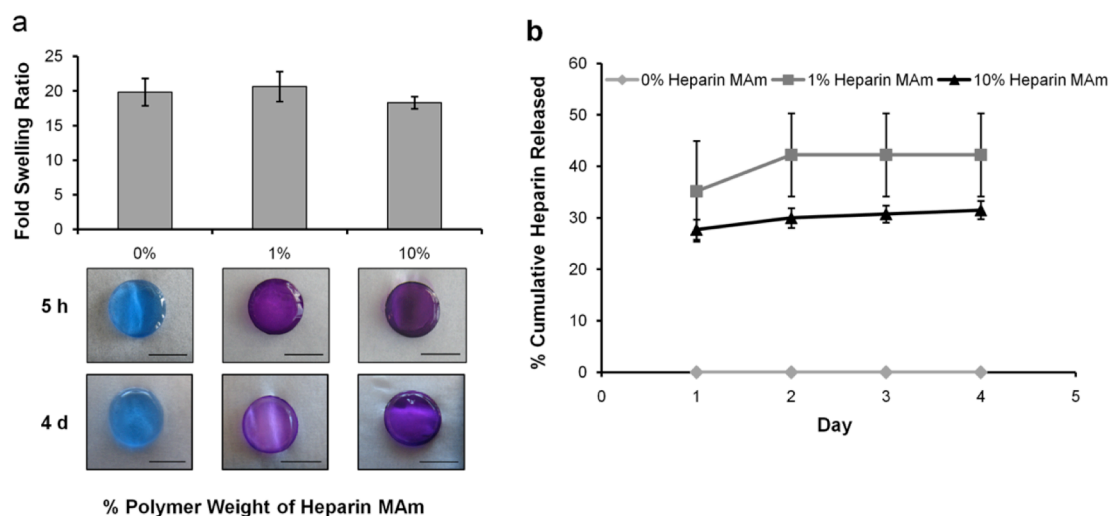 a
Fold Swelling Ratio
25
20
15
10
5
0
0%
1%
10%
5 h
4 d
% Polymer Weight of Heparin MAm
b
% Cumulative Heparin Released
60
50
40
30
20
10
0
0% Heparin MAm
1% Heparin MAm
10% Heparin MAm
0
1
2
3
4
5
Day